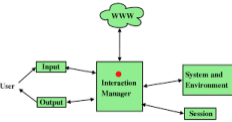 WWW
Input
User
Interaction
Manager
Output
System and
Environment
Session